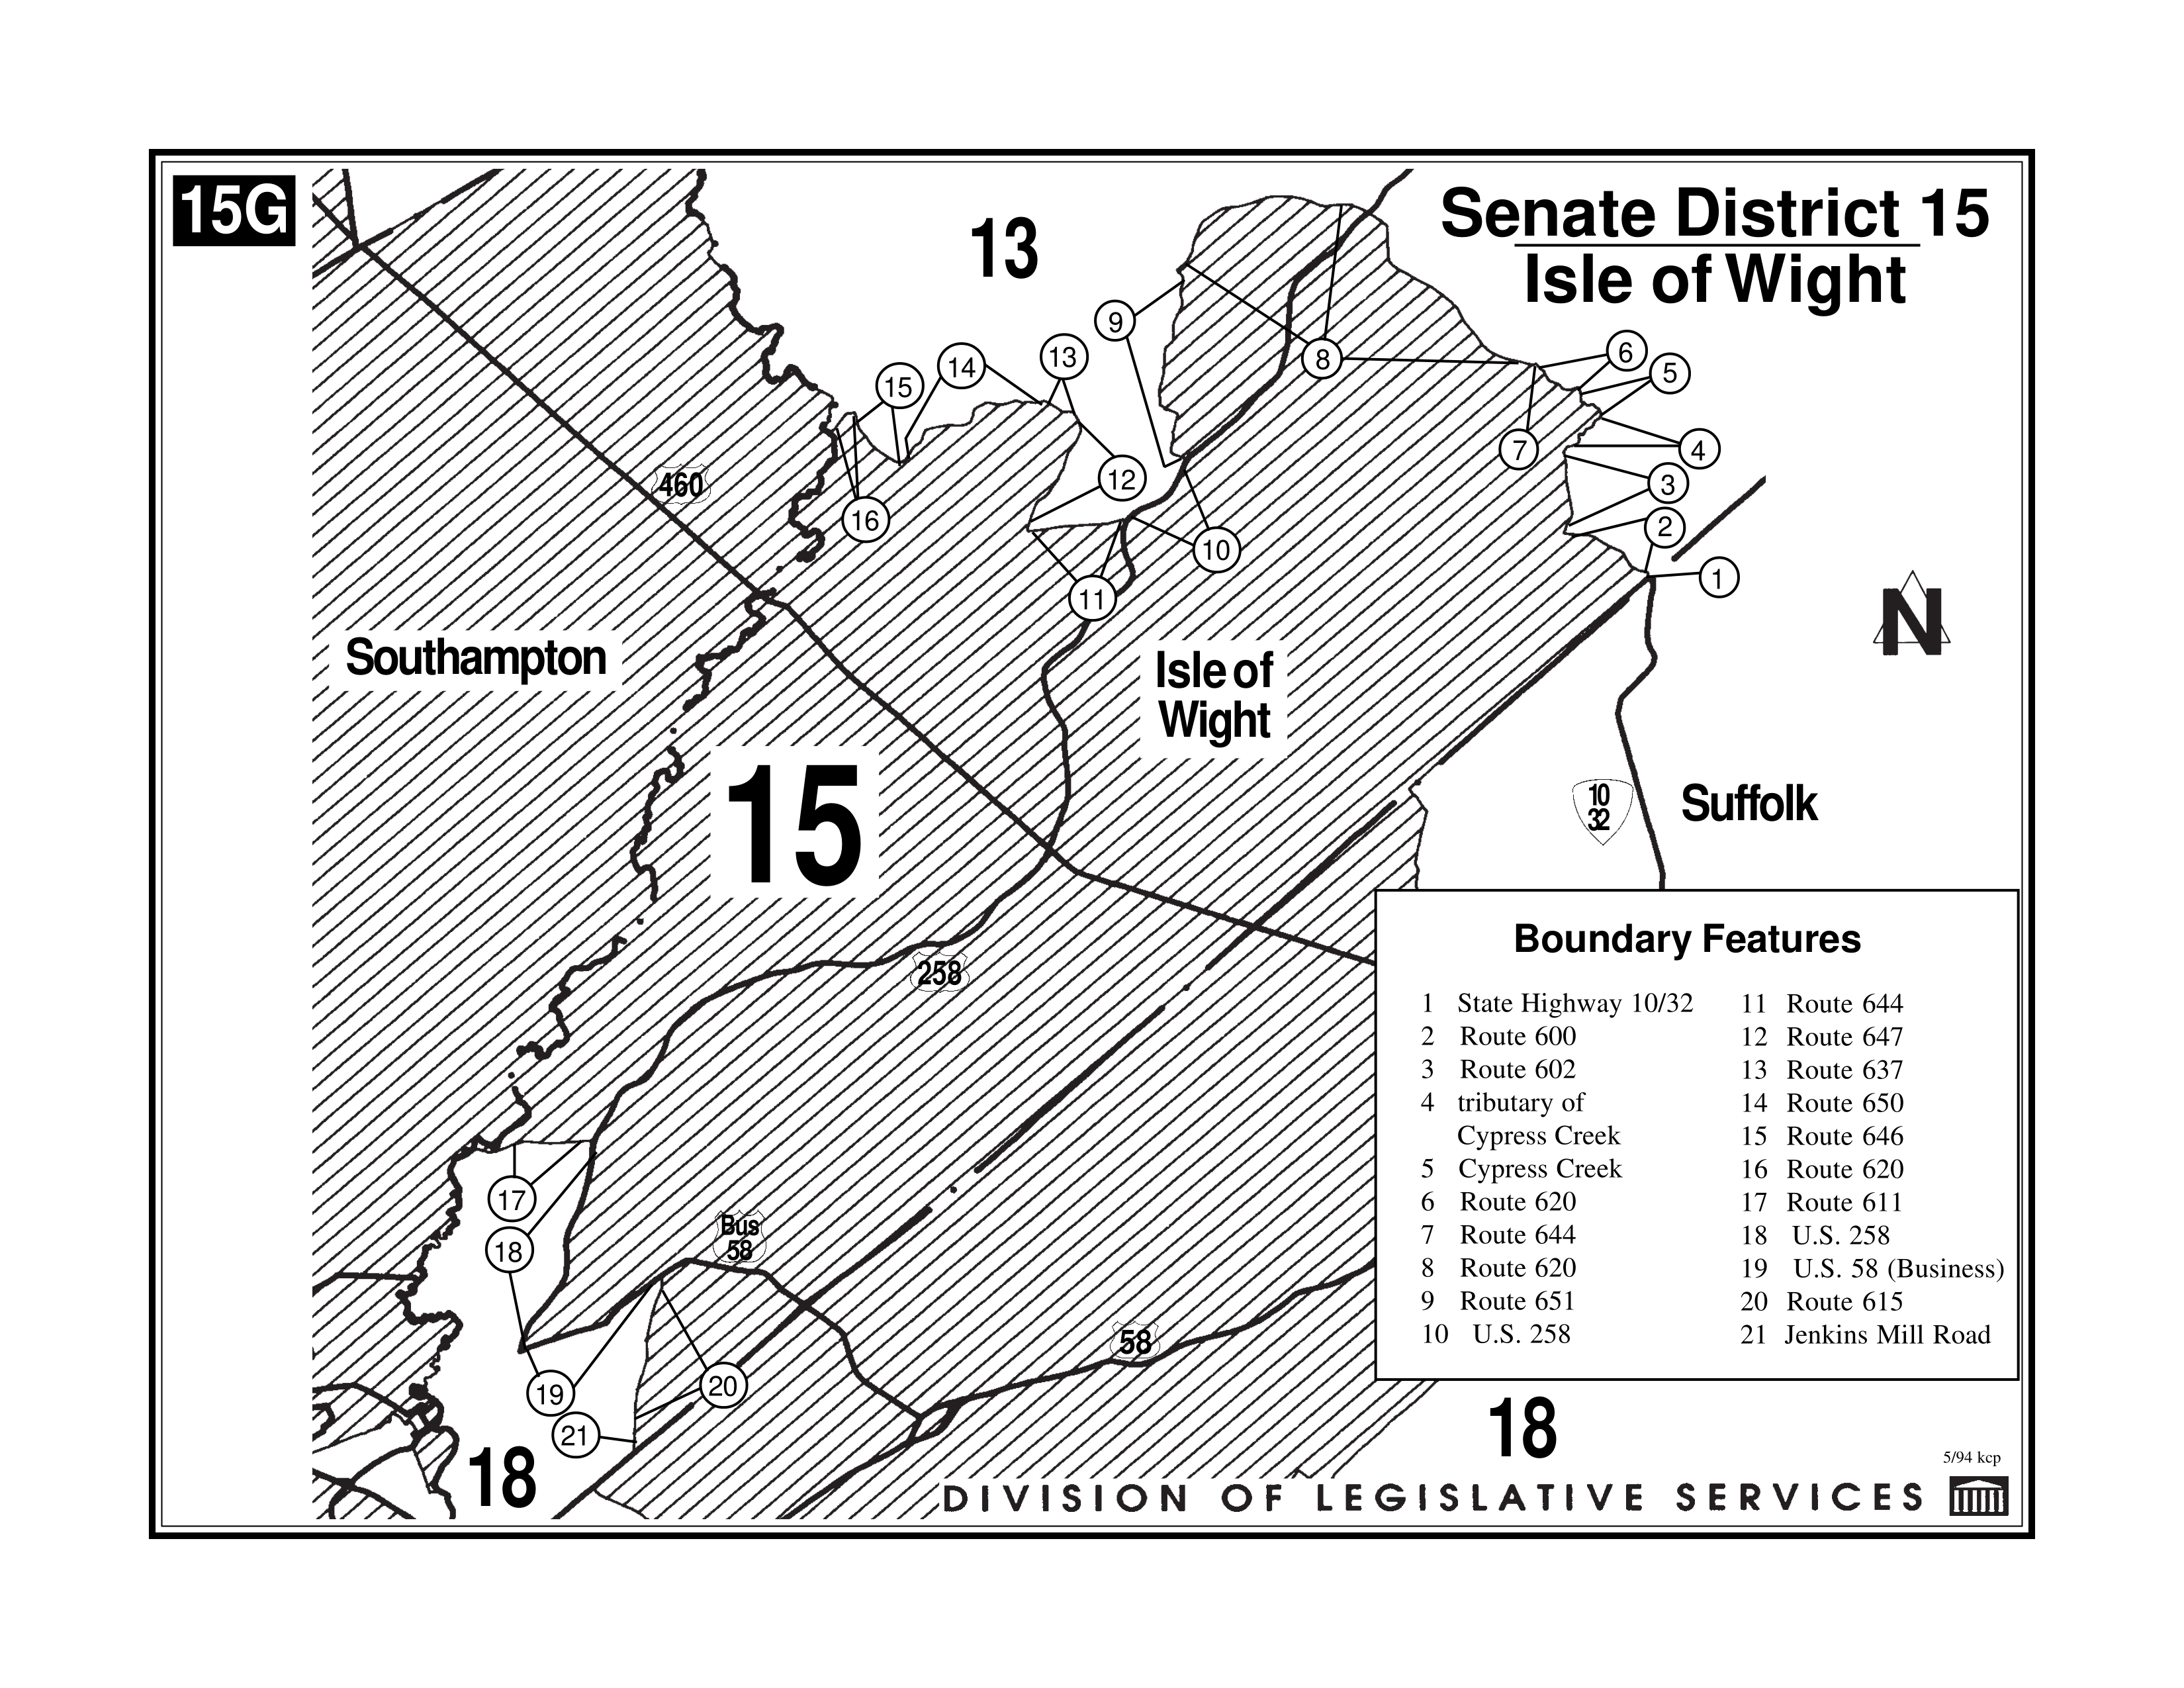 15G
Senate District 15
Isle of Wight
13
9
8
6
5
15
14
13
7
4
3
2
1
12
16
10
11
460
N
Southampton
Isle of
Wight
15
10
32
Suffolk
258
Boundary Features
1 State Highway 10/32
2 Route 600
3 Route 602
4 tributary of
Cypress Creek
5 Cypress Creek
6 Route 620
7 Route 644
8 Route 620
9 Route 651
10 U.S. 258
11 Route 644
12 Route 647
13 Route 637
14 Route 650
15 Route 646
16 Route 620
17 Route 611
18 U.S. 258
19 U.S. 58 (Business)
20 Route 615
21 Jenkins Mill Road
17
18
Bus
58
58
19
20
21
18
18
5/94 kcp
DIVISION OF LEGISLATIVE SERVICES